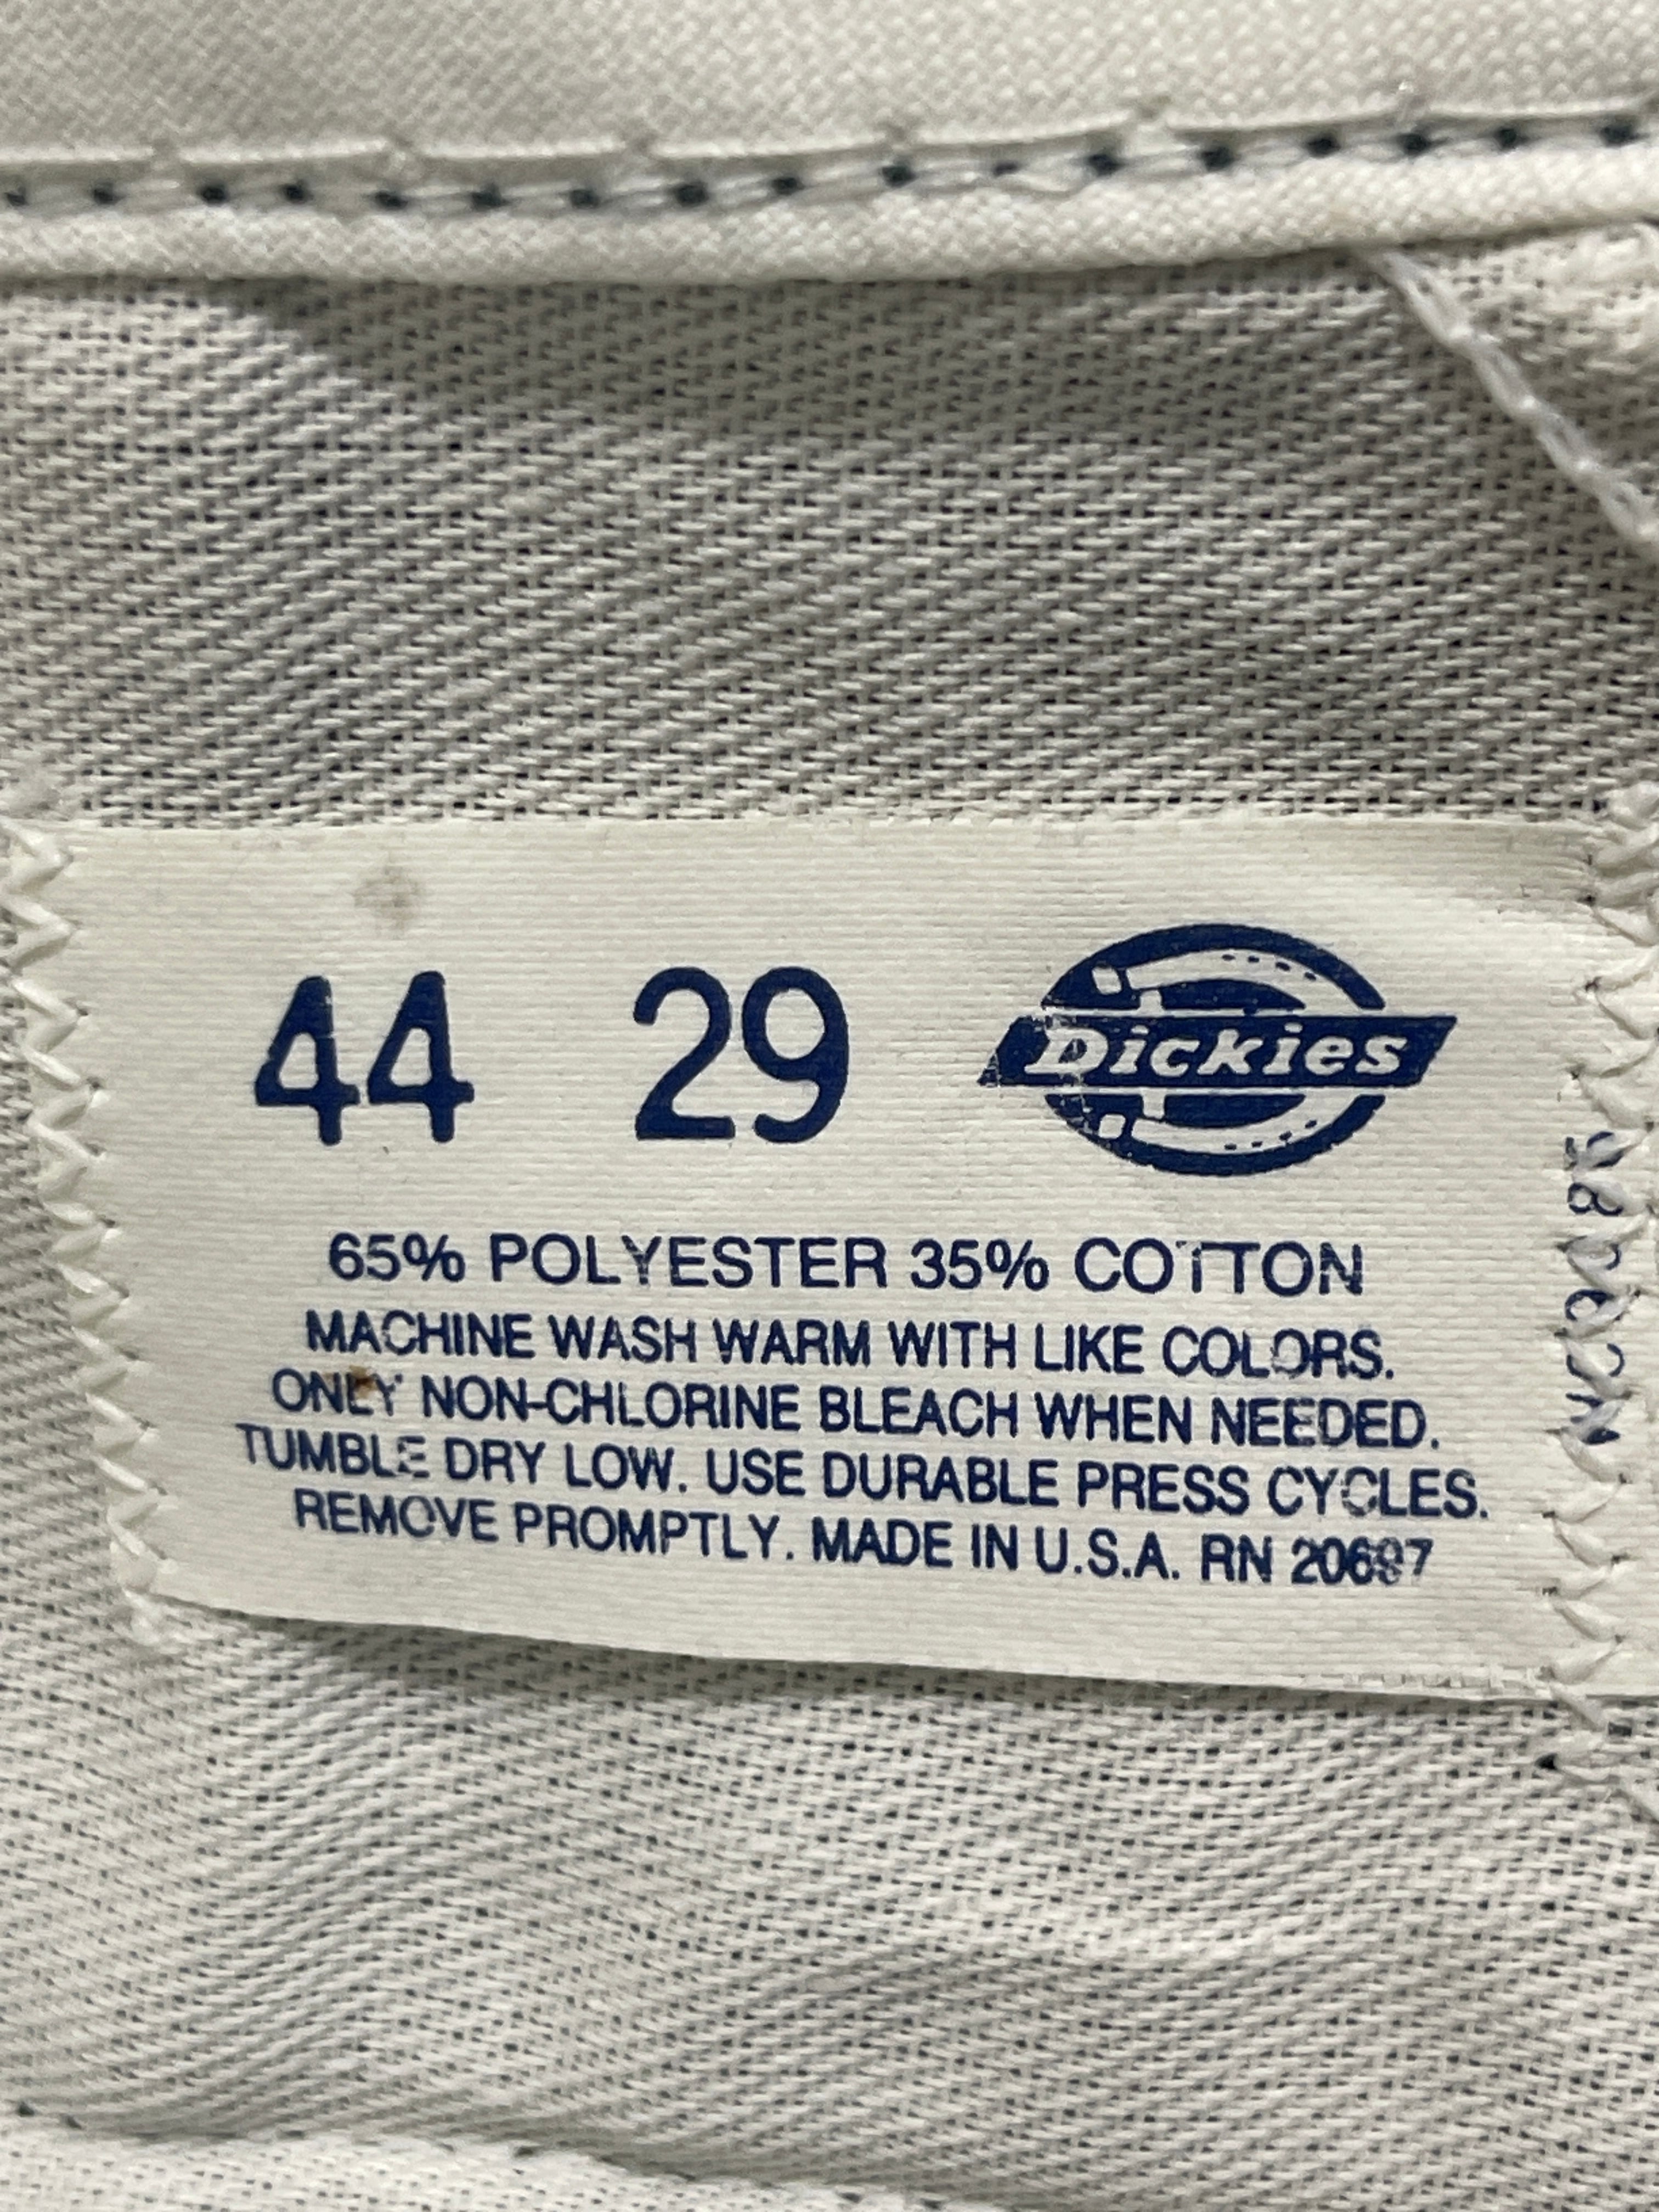 44 29 Dickies
65% POLYESTER 35% COTTON
MACHINE WASH WARM WITH LIKE COLORS.
ONLY NON-CHLORINE BLEACH WHEN NEEDED.
TUMBLE DRY LOW. USE DURABLE PRESS CYCLES.
REMOVE PROMPTLY. MADE IN U.S.A. RN 20697